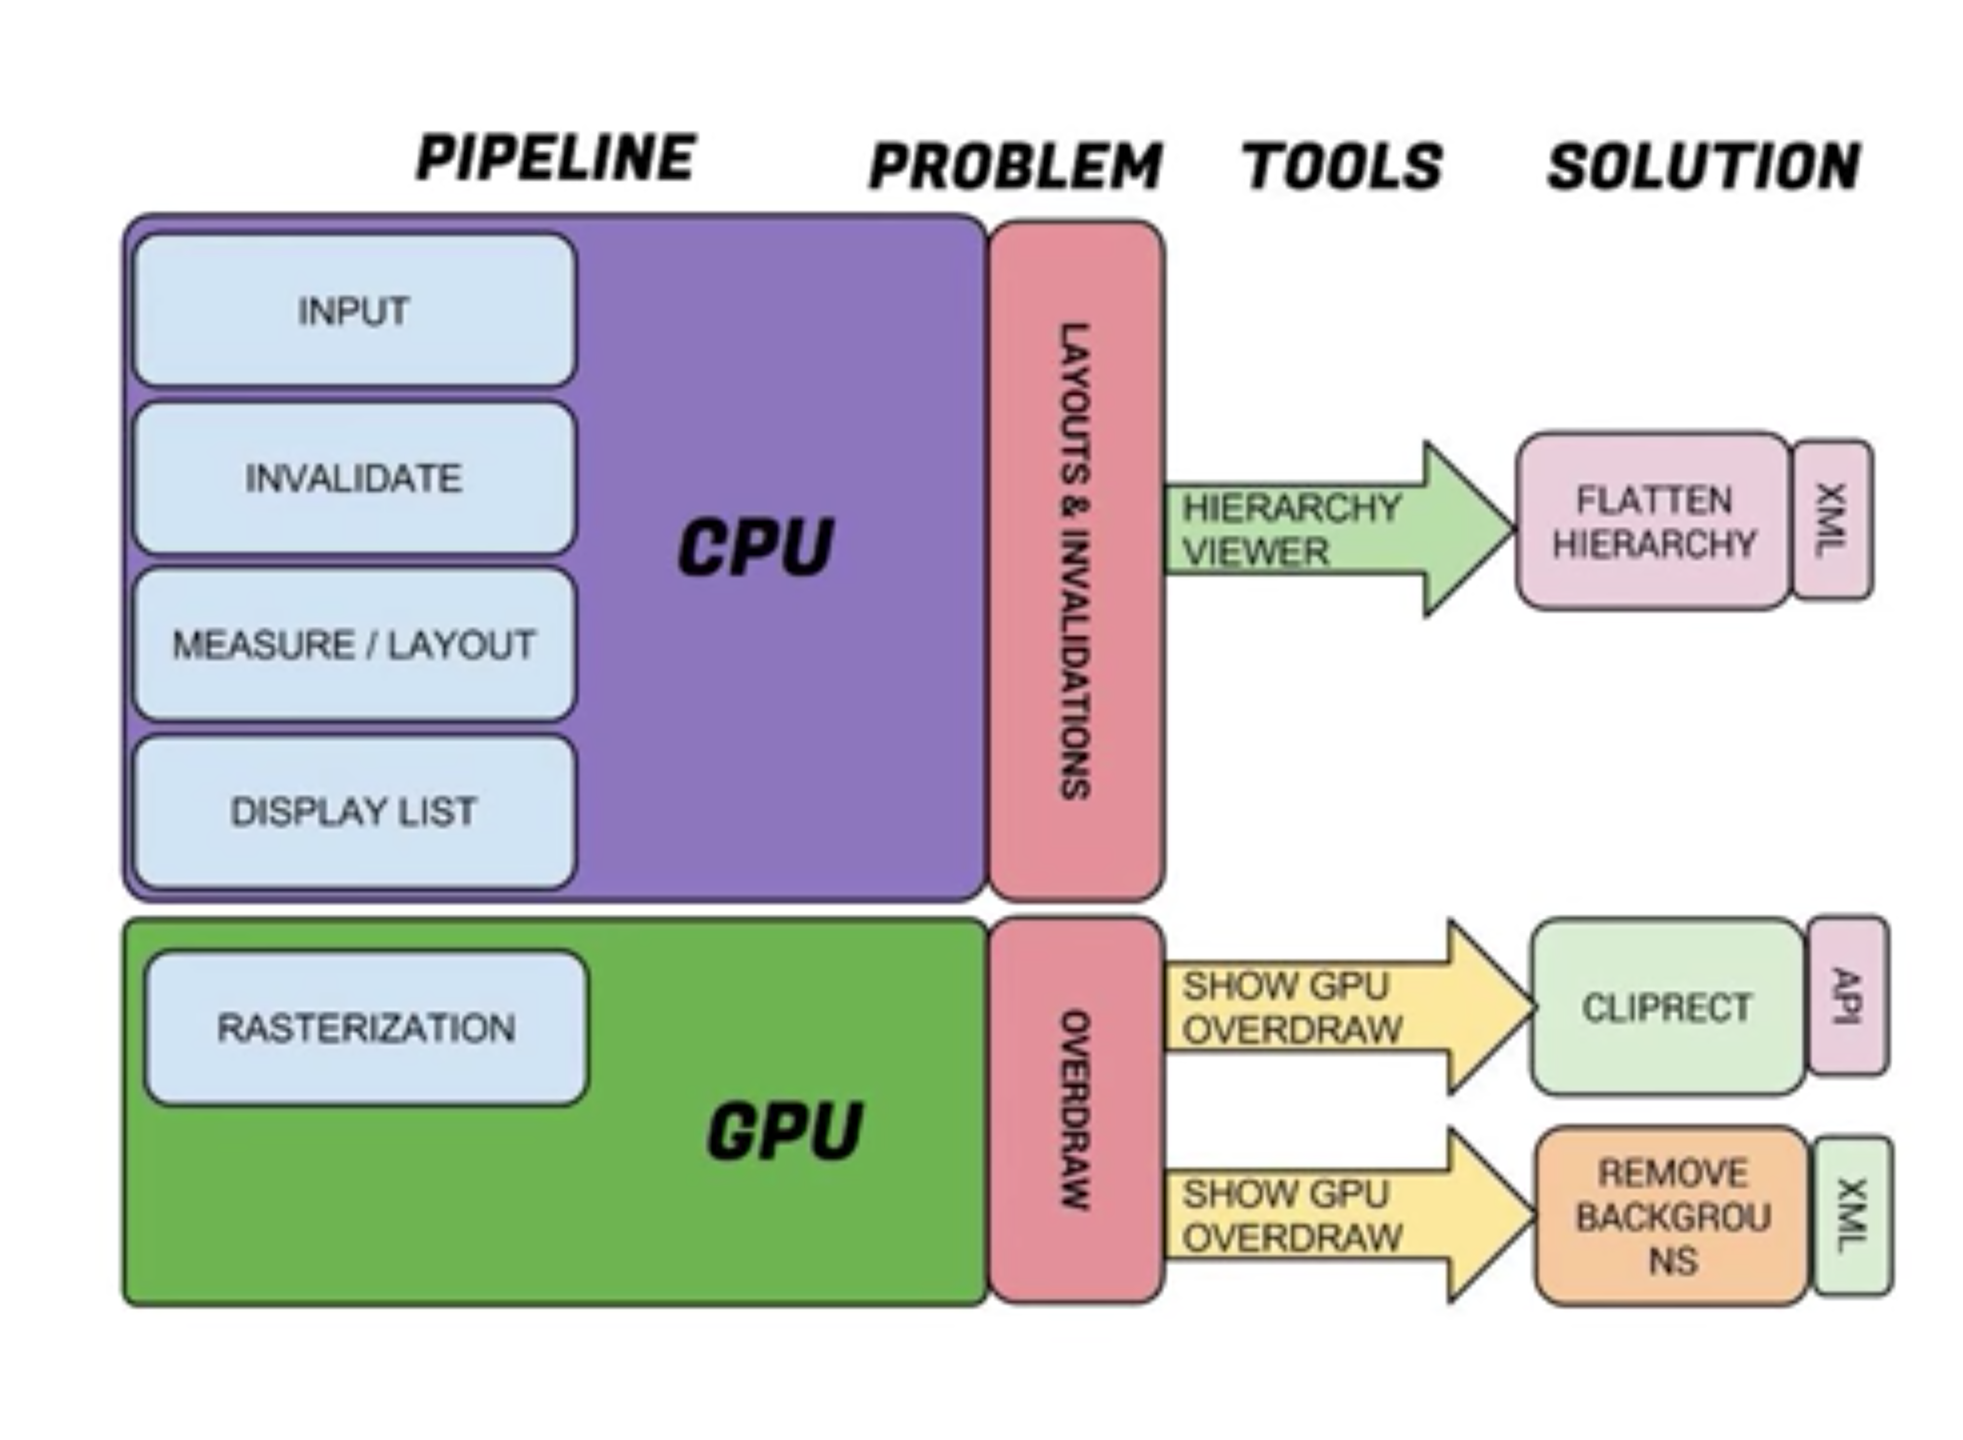 PIPELINE
PROBLEM
TOOLS
SOLUTION
INPUT
INVALIDATE
MEASURE / LAYOUT
DISPLAY LIST
CPU
LAYOUTS & INVALIDATIONS
HIERARCHY
VIEWER
FLATTEN
HIERARCHY
XML
RASTERIZATION
GPU
OVERDRAW
SHOW GPU
OVERDRAW
CLIPRECT
API
SHOW GPU
OVERDRAW
REMOVE
BACKGROU
NS
XML